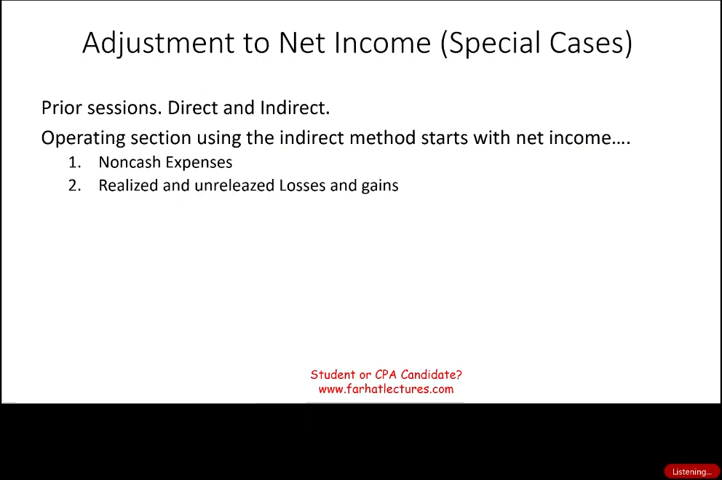 Adjustment to Net Income (Special Cases)
Prior sessions. Direct and Indirect.
Operating section using the indirect method starts with net income....
1. Noncash Expenses
2. Realized and unreleazed Losses and gains
Student or CPA Candidate?
www.farhatlectures.com
Listening...